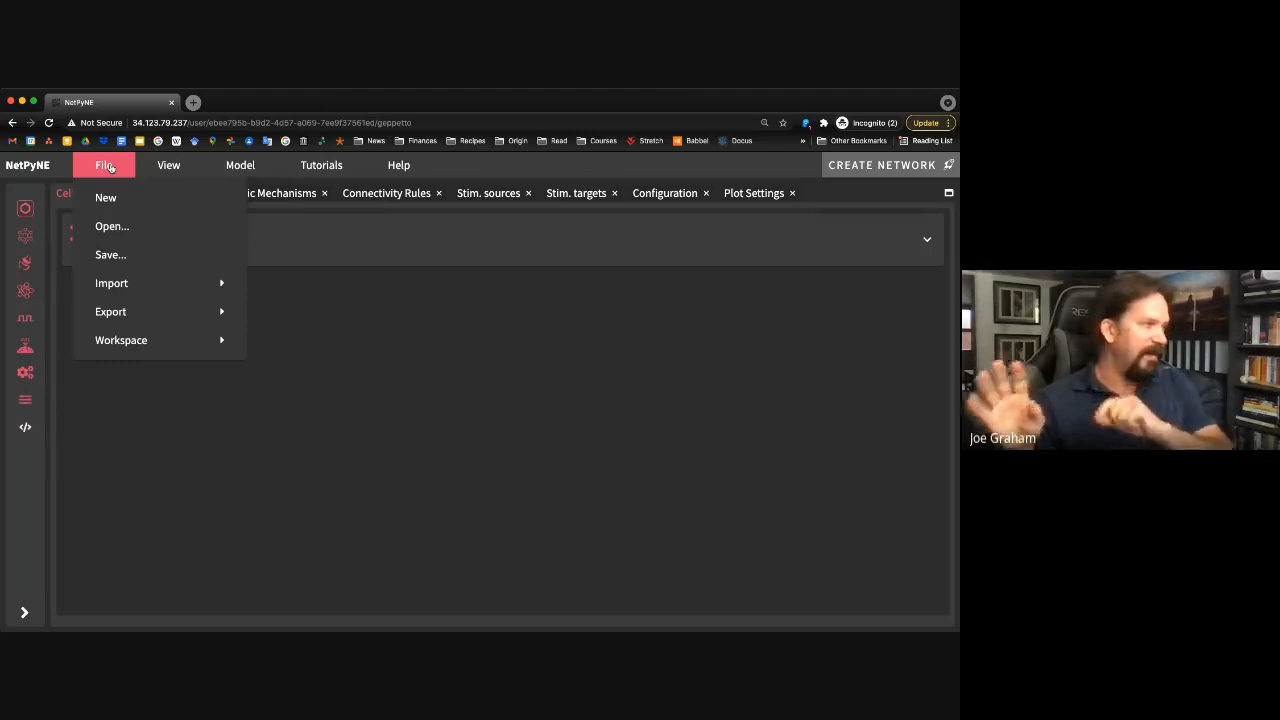 NetPyNE
Not Secure
34.123.79.237/user/ebee795b-b9d2-4d57-a069-7ee9f37561ed/geppetto
Incognito (2)
Update
News
Finances
Recipes
Origin
Read
Courses
Stretch
Babbel
Docus
»
Other Bookmarks
Reading List
NetPyNE
File
View
Model
Tutorials
Help
CREATE NETWORK
Cel
ic Mechanisms ×
Connectivity Rules ×
Stim. sources ×
Stim. targets ×
Configuration ×
Plot Settings ×
New
Open...
Save...
Import
Export
Workspace
Joe Graham